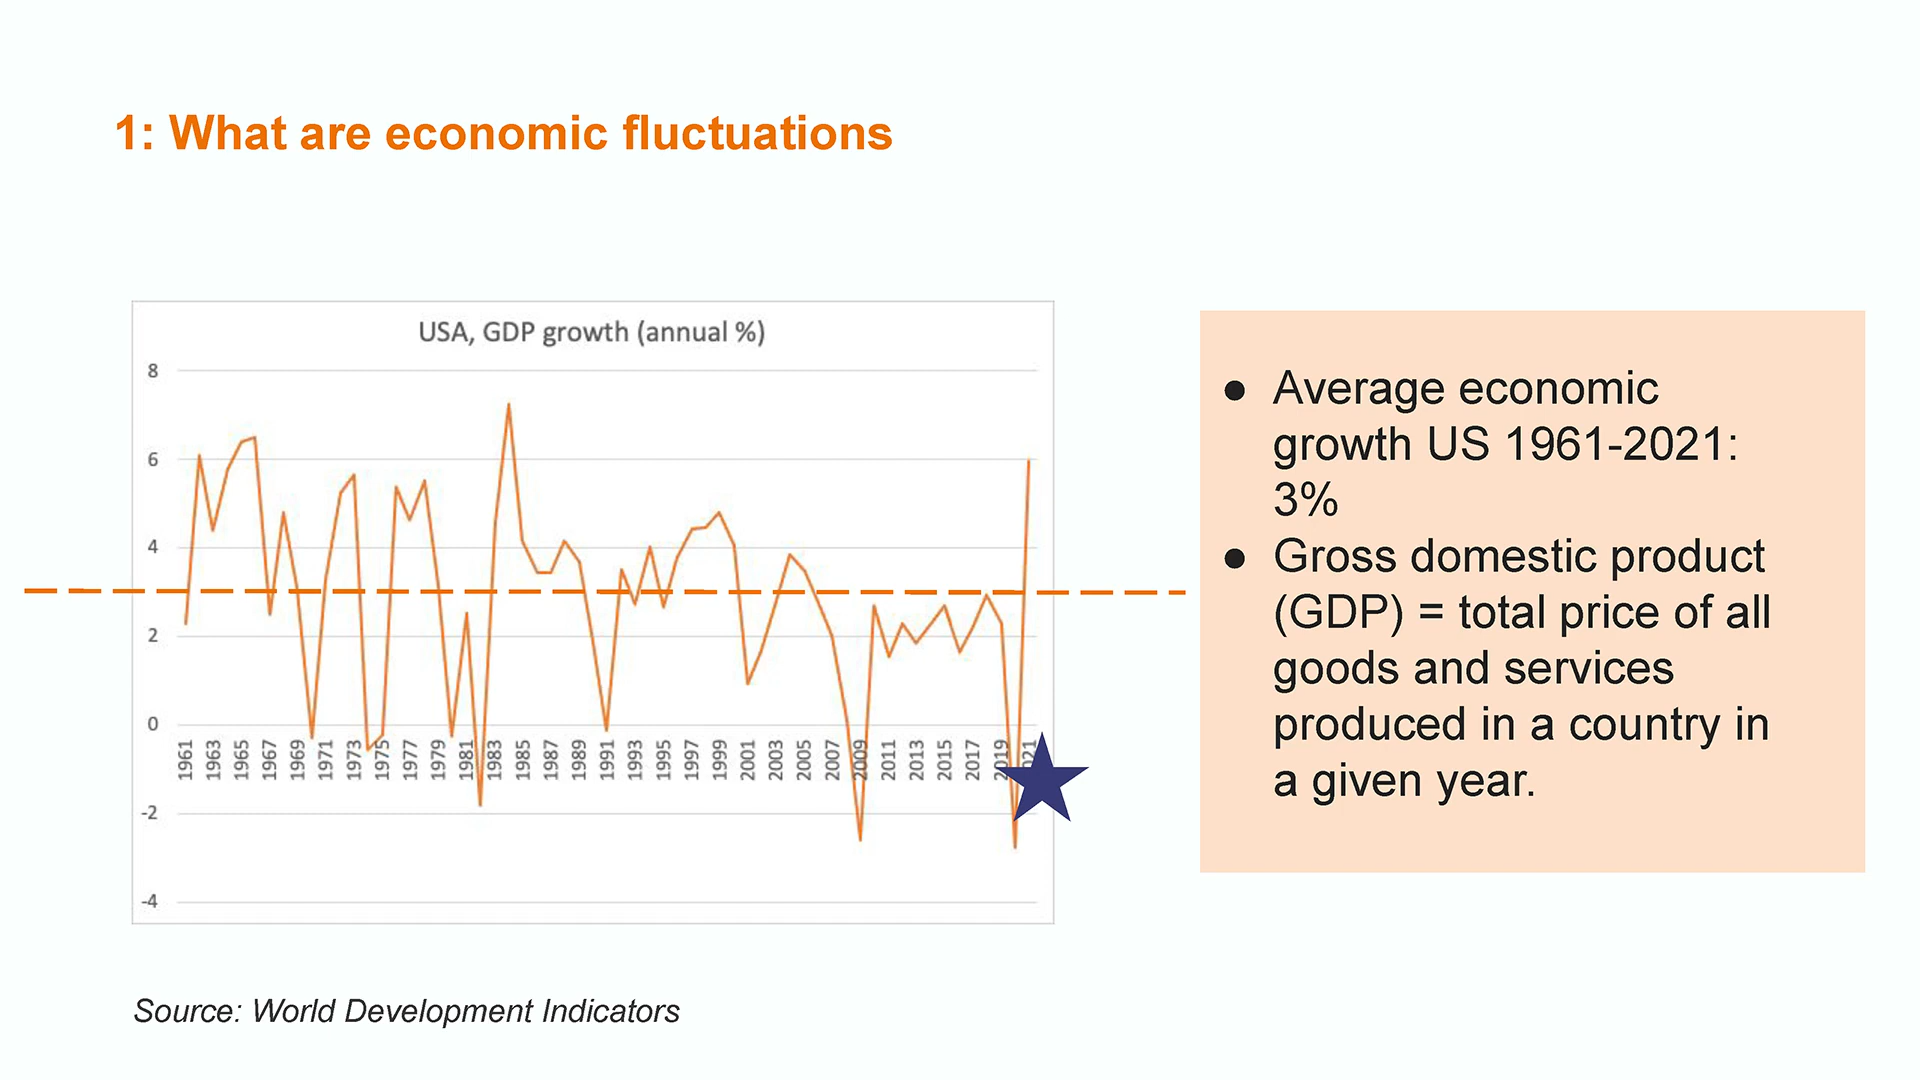 1: What are economic fluctuations
USA, GDP growth (annual %)
8
6
4
2
0
-2
-4
1961 1963 1965 1967 1969 1971 1973 1975 1977 1979 1981 1983 1985 1987 1989 1991 1993 1995 1997 1999 2001 2003 2005 2007 2009 2011 2013 2015 2017 2019 021
● Average economic
growth US 1961-2021:
3%
● Gross domestic product
(GDP) = total price of all
goods and services
produced in a country in
a given year.
Source: World Development Indicators